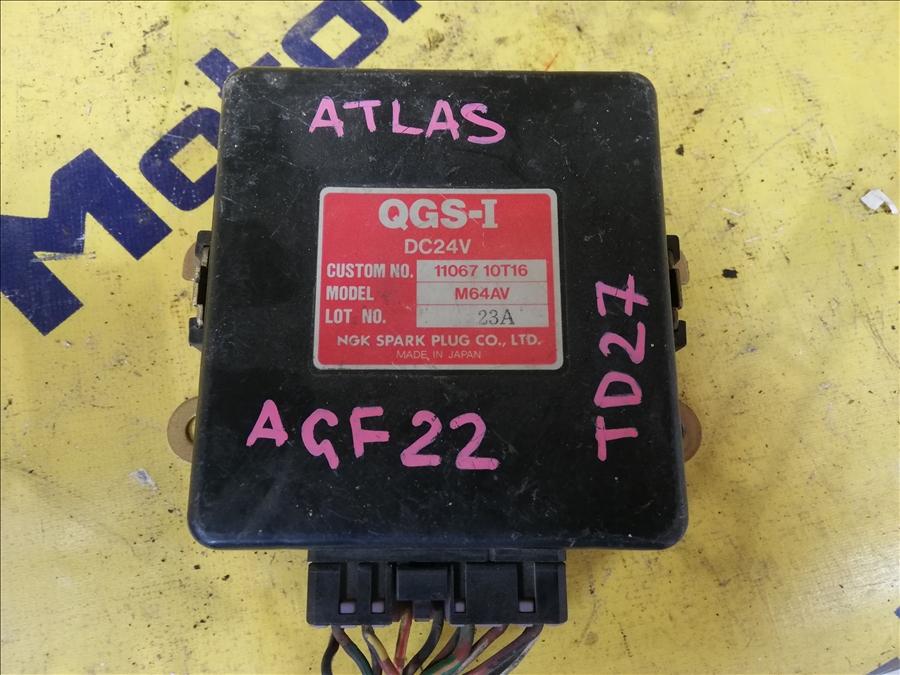 Motor
ATLAS
QGS-I
DC24V
CUSTOM NO. 11067 10T16
MODEL M64AV
LOT NO. 23A
NGK SPARK PLUG CO., LTD.
MADE IN JAPAN
TD27
AGF22